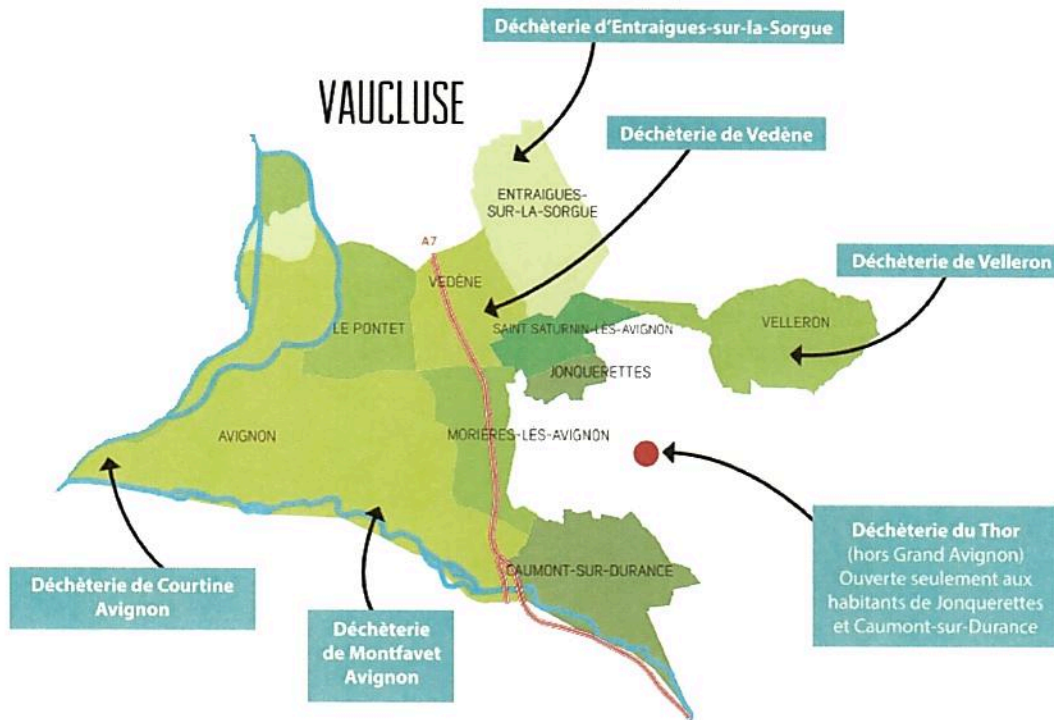 Déchèterie d'Entraigues-sur-la-Sorgue
VAUCLUSE
Déchèterie de Vedène
ENTRAIGUES-
SUR-LA-SORGUE
A7
VEDÈNE
Déchèterie de Velleron
LE PONTET
SAINT SATURNIN-LÈS-AVIGNON
VELLERON
JONQUERETTES
AVIGNON
MORIÈRES-LÈS-AVIGNON
Déchèterie du Thor
(hors Grand Avignon)
Ouverte seulement aux
habitants de Jonquerettes
et Caumont-sur-Durance
CAUMONT-SUR-DURANCE
Déchèterie de Courtine
Avignon
Déchèterie
de Montfavet
Avignon